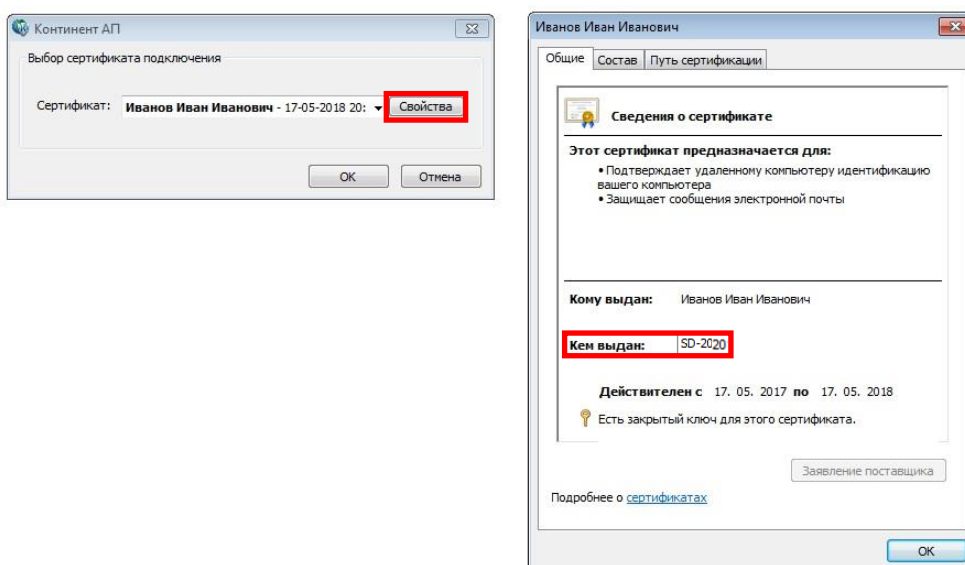 Континент АП
Выбор сертификата подключения
Сертификат: Иванов Иван Иванович - 17-05-2018 20: Свойства
OK Отмена
Иванов Иван Иванович
Общие Состав Путь сертификации
Сведения о сертификате
Этот сертификат предназначается для:
• Подтверждает удаленному компьютеру идентификацию
вашего компьютера
• Защищает сообщения электронной почты
Кому выдан: Иванов Иван Иванович
Кем выдан: SD-2020
Действителен с 17. 05. 2017 по 17. 05. 2018
Есть закрытый ключ для этого сертификата.
Заявление поставщика
Подробнее о сертификатах
OK